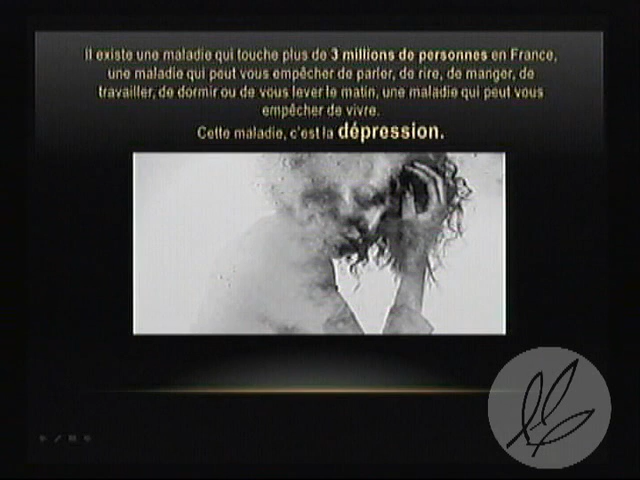 Il existe une maladie qui touche plus de 3 millions de personnes en France,
une maladie qui peut vous empêcher de parler, de rire, de manger, de
travailler, de dormir ou de vous lever le matin, une maladie qui peut vous
empêcher de vivre.
Cette maladie, c'est la dépression.